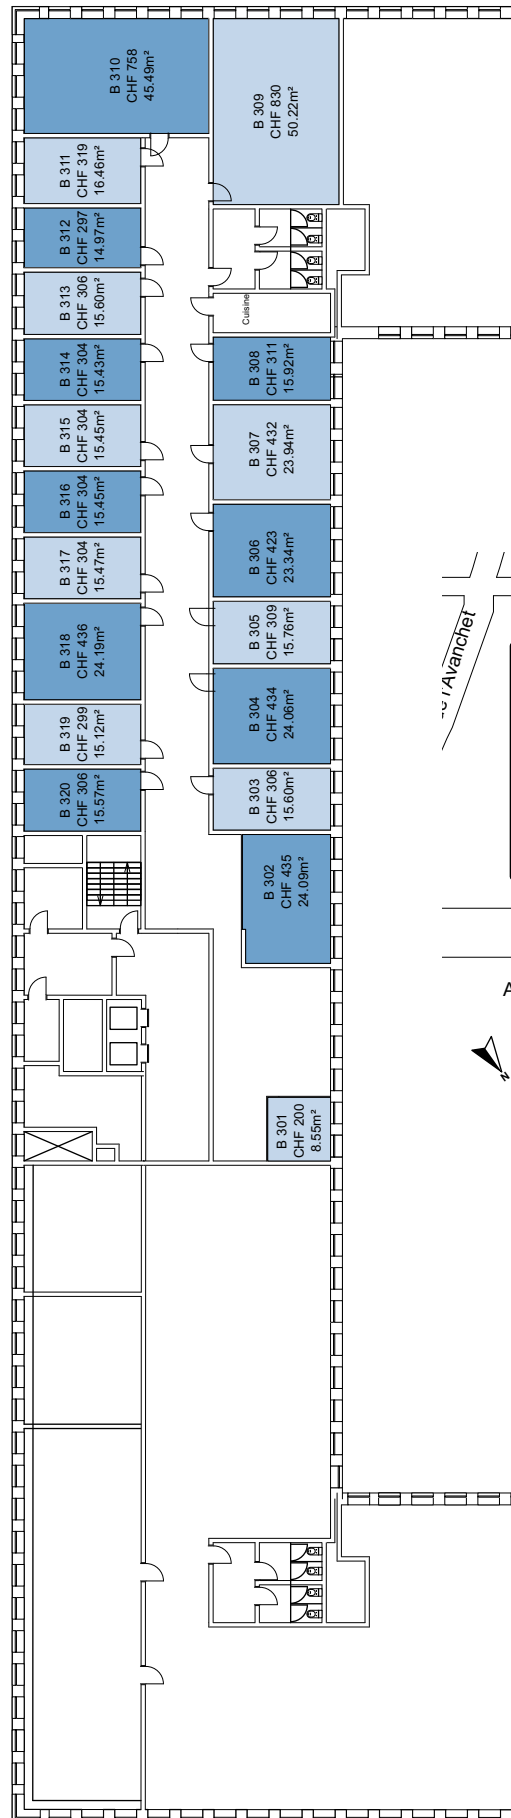 B 310
CHF 758
45.49m²
B 309
CHF 830
50.22m²
B 311
CHF 319
16.46m²
B 312
CHF 297
14.97m²
B 313
CHF 306
15.60m²
Cuisine
B 314
CHF 304
15.43m²
B 308
CHF 311
15.92m²
B 315
CHF 304
15.45m²
B 307
CHF 432
23.94m²
B 316
CHF 304
15.45m²
B 306
CHF 423
23.34m²
B 317
CHF 304
15.47m²
B 305
CHF 309
15.76m²
B 318
CHF 436
24.19m²
B 304
CHF 434
24.06m²
B 319
CHF 299
15.12m²
B 303
CHF 306
15.60m²
B 320
CHF 306
15.57m²
B 302
CHF 435
24.09m²
B 301
CHF 200
8.55m²
l'Avanchet
A
N